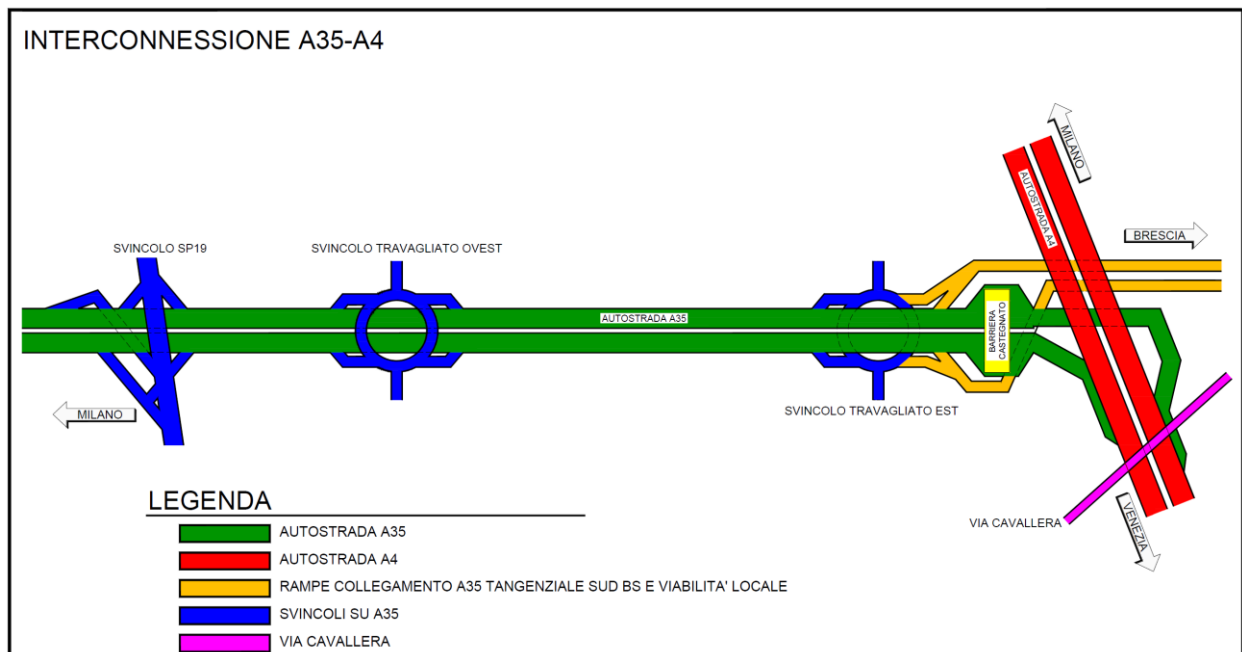 INTERCONNESSIONE A35-A4
MILANO
AUTOSTRADA A4
BRESCIA
SVINCOLO SP19
SVINCOLO TRAVAGLIATO OVEST
AUTOSTRADA A35
BARRIERA
CASTEGNATO
MILANO
SVINCOLO TRAVAGLIATO EST
VIA CAVALLERA
VENEZIA
LEGENDA
AUTOSTRADA A35
AUTOSTRADA A4
RAMPE COLLEGAMENTO A35 TANGENZIALE SUD BS E VIABILITA' LOCALE
SVINCOLI SU A35
VIA CAVALLERA